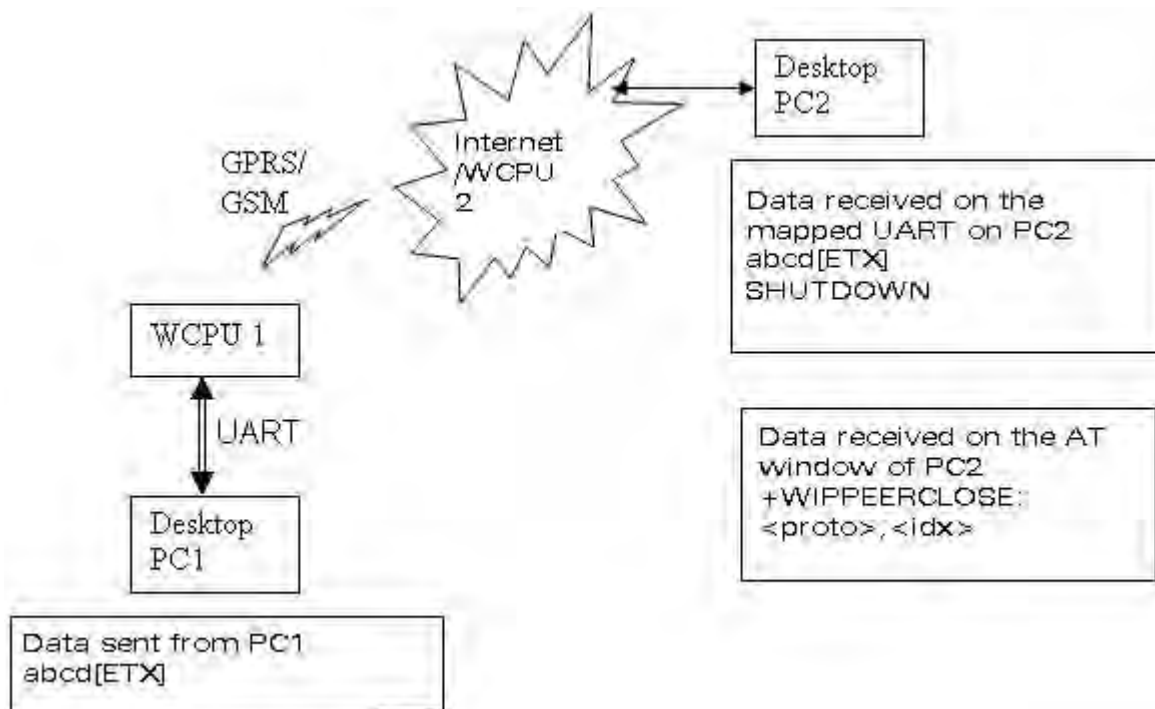 Desktop
PC2
Internet
/WCPU
2
GPRS/
GSM
Data received on the
mapped UART on PC2
abcd[ETX]
SHUTDOWN
WCPU 1
UART
Data received on the AT
window of PC2
+WIPPEERCLOSE:
<proto>,<idx>
Desktop
PC1
Data sent from PC1
abcd[ETX]